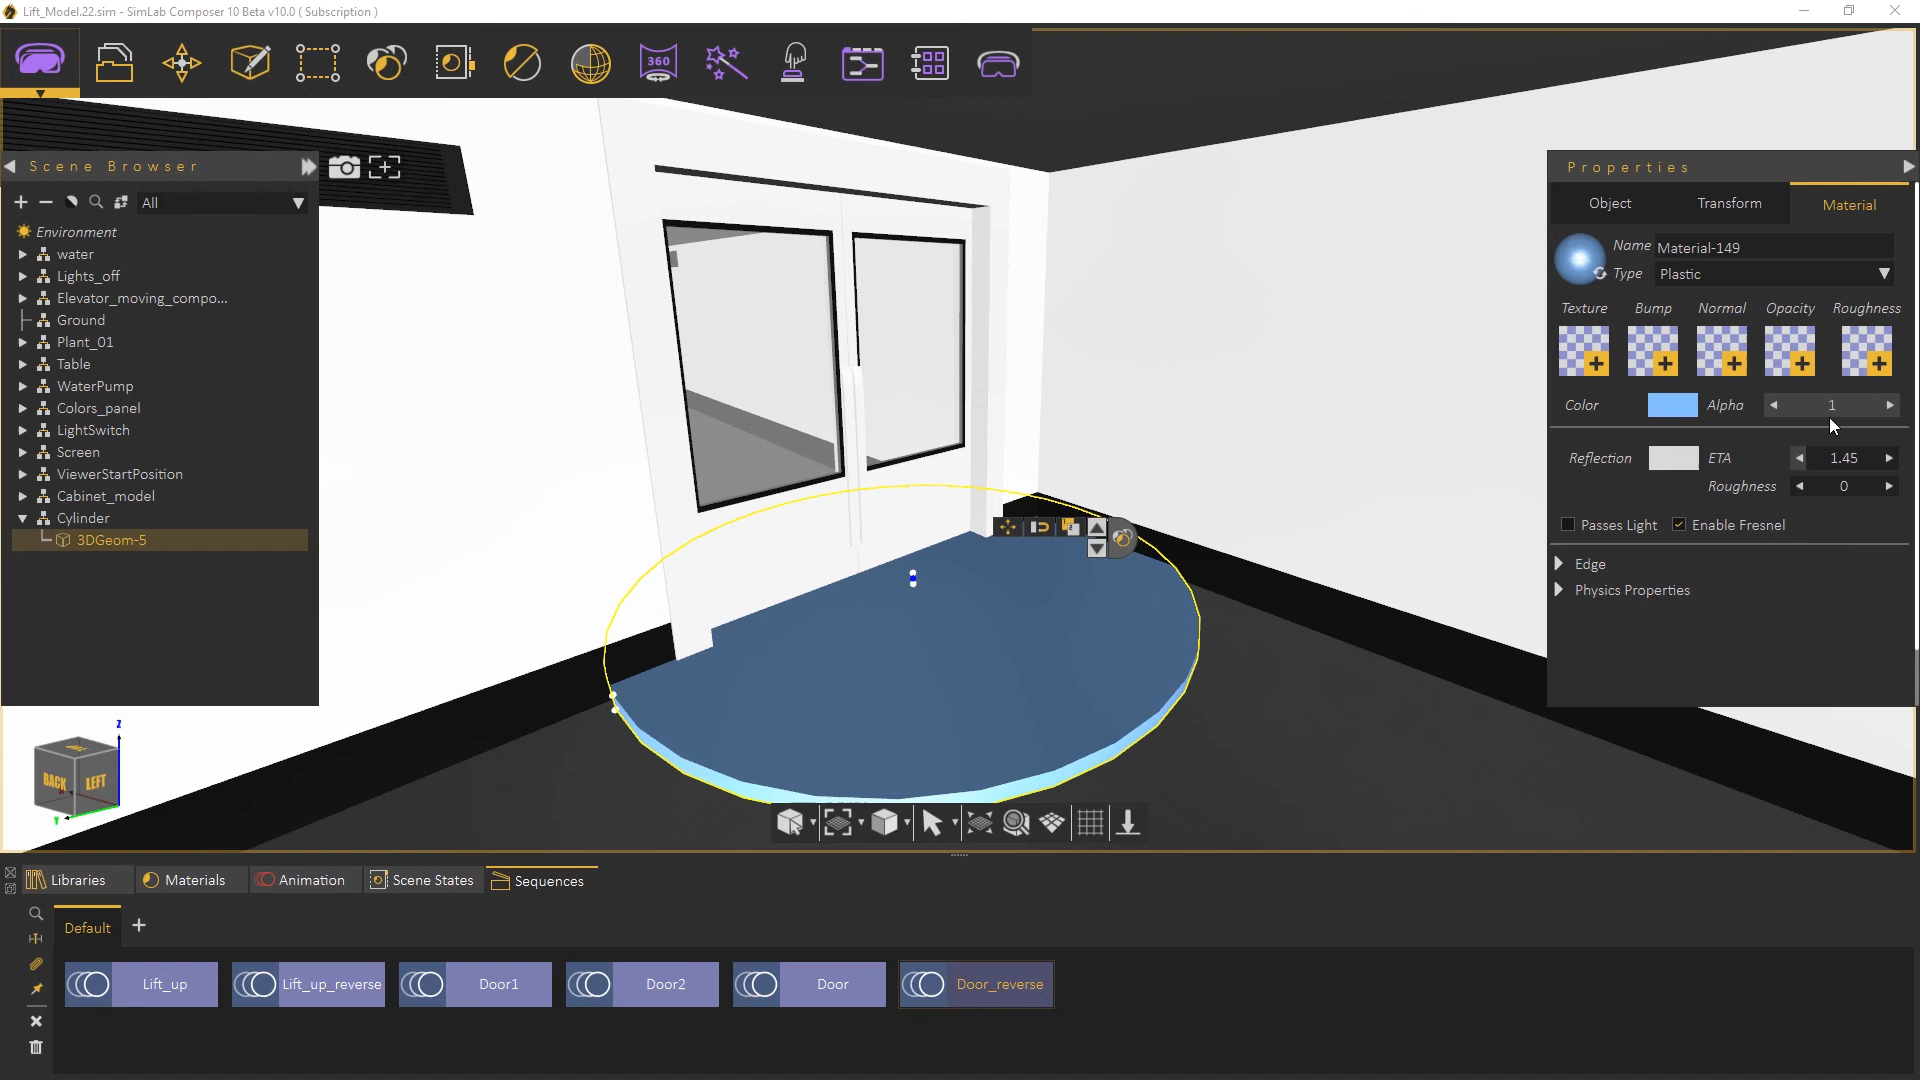 Lift_Model.22.sim - SimLab Composer 10 Beta v10.0 ( Subscription )
360
Scene Browser
All
Environment
water
Lights_off
Elevator_moving_compo...
Ground
Plant_01
Table
WaterPump
Colors_panel
LightSwitch
Screen
ViewerStartPosition
Cabinet_model
Cylinder
3DGeom-5
Properties
Object Transform Material
Name Material-149
Type Plastic
Texture Bump Normal Opacity Roughness
Color Alpha 1
Reflection ETA 1.45
Roughness 0
Passes Light Enable Fresnel
Edge
Physics Properties
Z
BACK LEFT
Y
Libraries Materials Animation Scene States Sequences
Default
Lift_up Lift_up_reverse Door1 Door2 Door Door_reverse